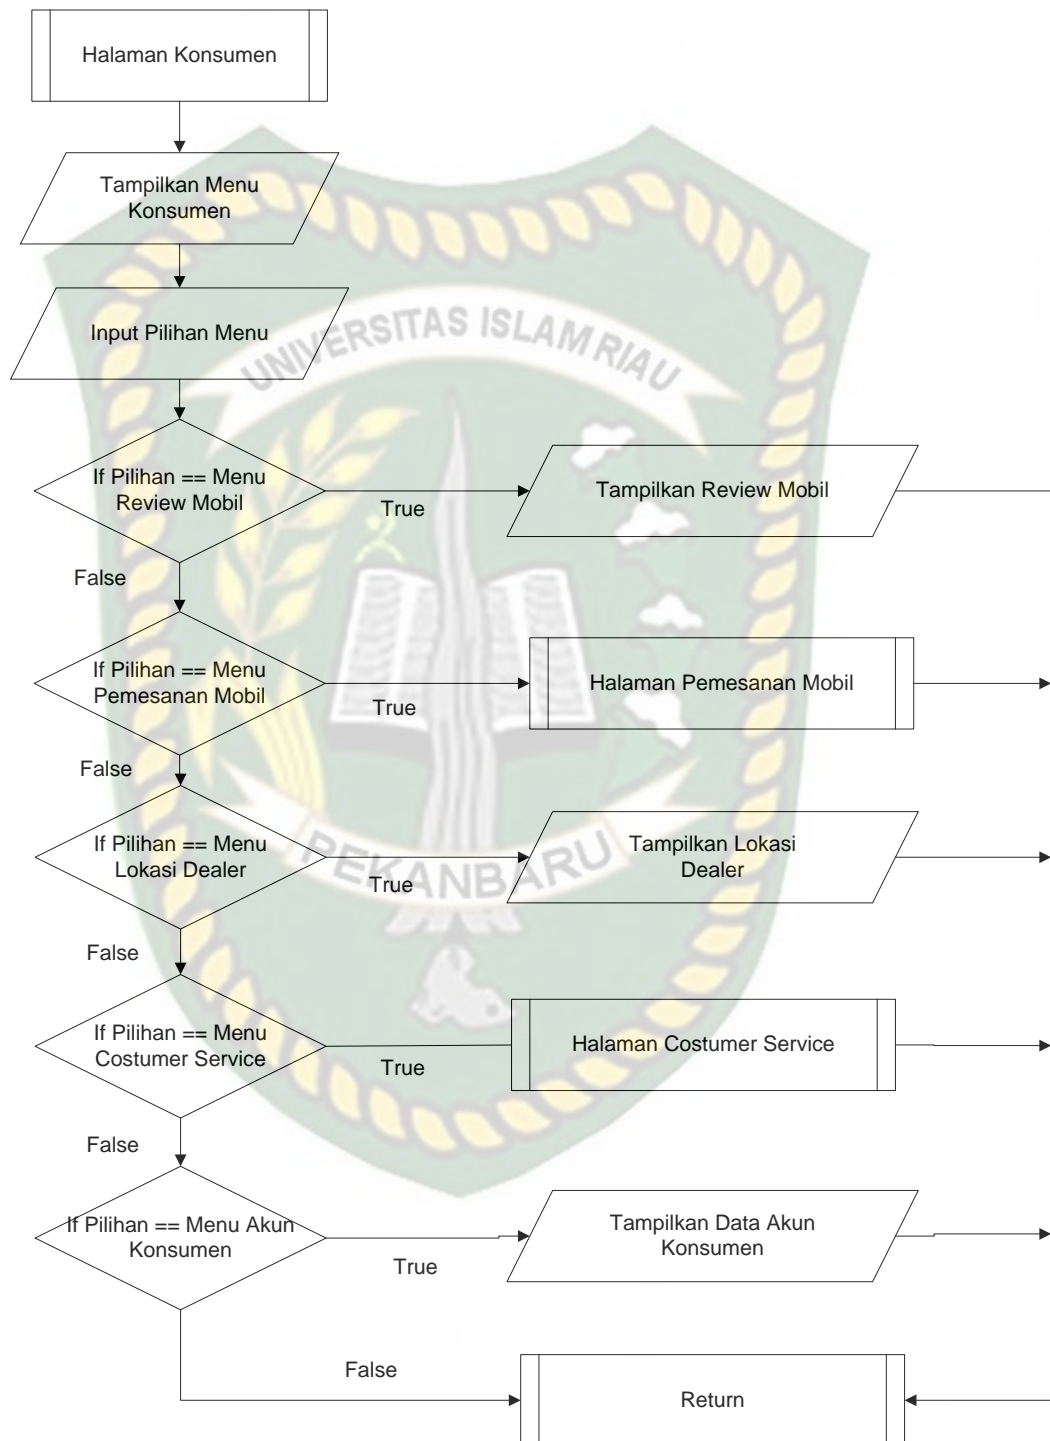 Halaman Konsumen
Tampilkan Menu
Konsumen
Input Pilihan Menu
UNIVERSITAS ISLAM RIAU
If Pilihan == Menu
Review Mobil
True
Tampilkan Review Mobil
False
If Pilihan == Menu
Pemesanan Mobil
True
Halaman Pemesanan Mobil
False
If Pilihan == Menu
Lokasi Dealer
True
Tampilkan Lokasi
Dealer
PEKANBARU
False
If Pilihan == Menu
Costumer Service
True
Halaman Costumer Service
False
If Pilihan == Menu Akun
Konsumen
True
Tampilkan Data Akun
Konsumen
False
Return